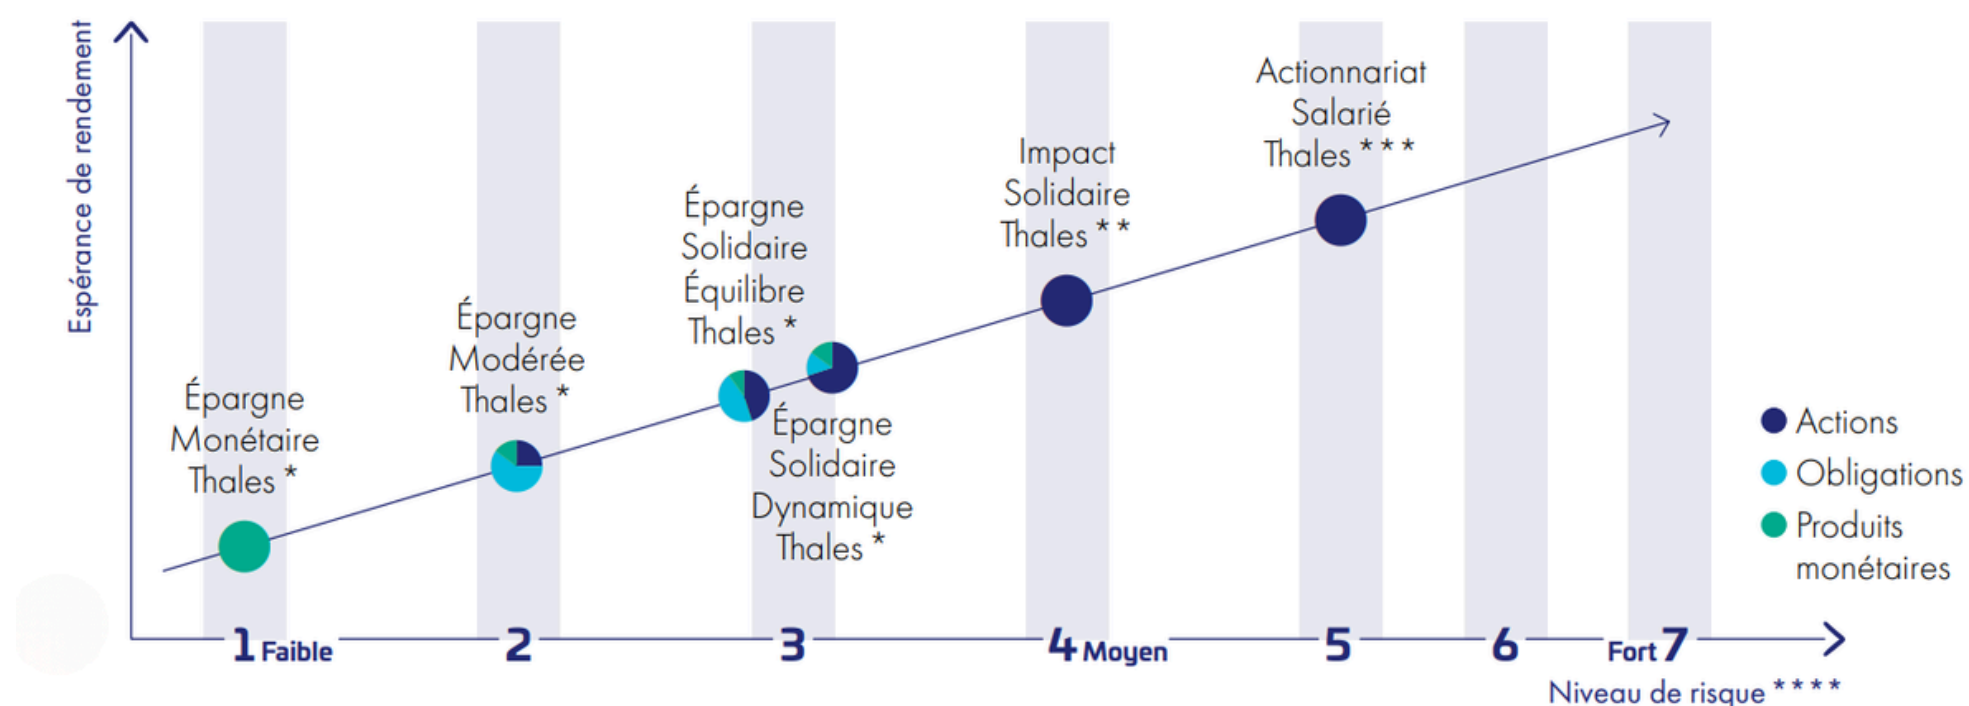 Espérance de rendement
Épargne
Monétaire
Thales *
Épargne
Modérée
Thales *
Épargne
Solidaire
Équilibre
Thales *
Épargne
Solidaire
Dynamique
Thales *
Impact
Solidaire
Thales **
Actionnariat
Salarié
Thales ***
Actions
Obligations
Produits
monétaires
1 Faible 2 3 4 Moyen 5 6 Fort 7
Niveau de risque ****